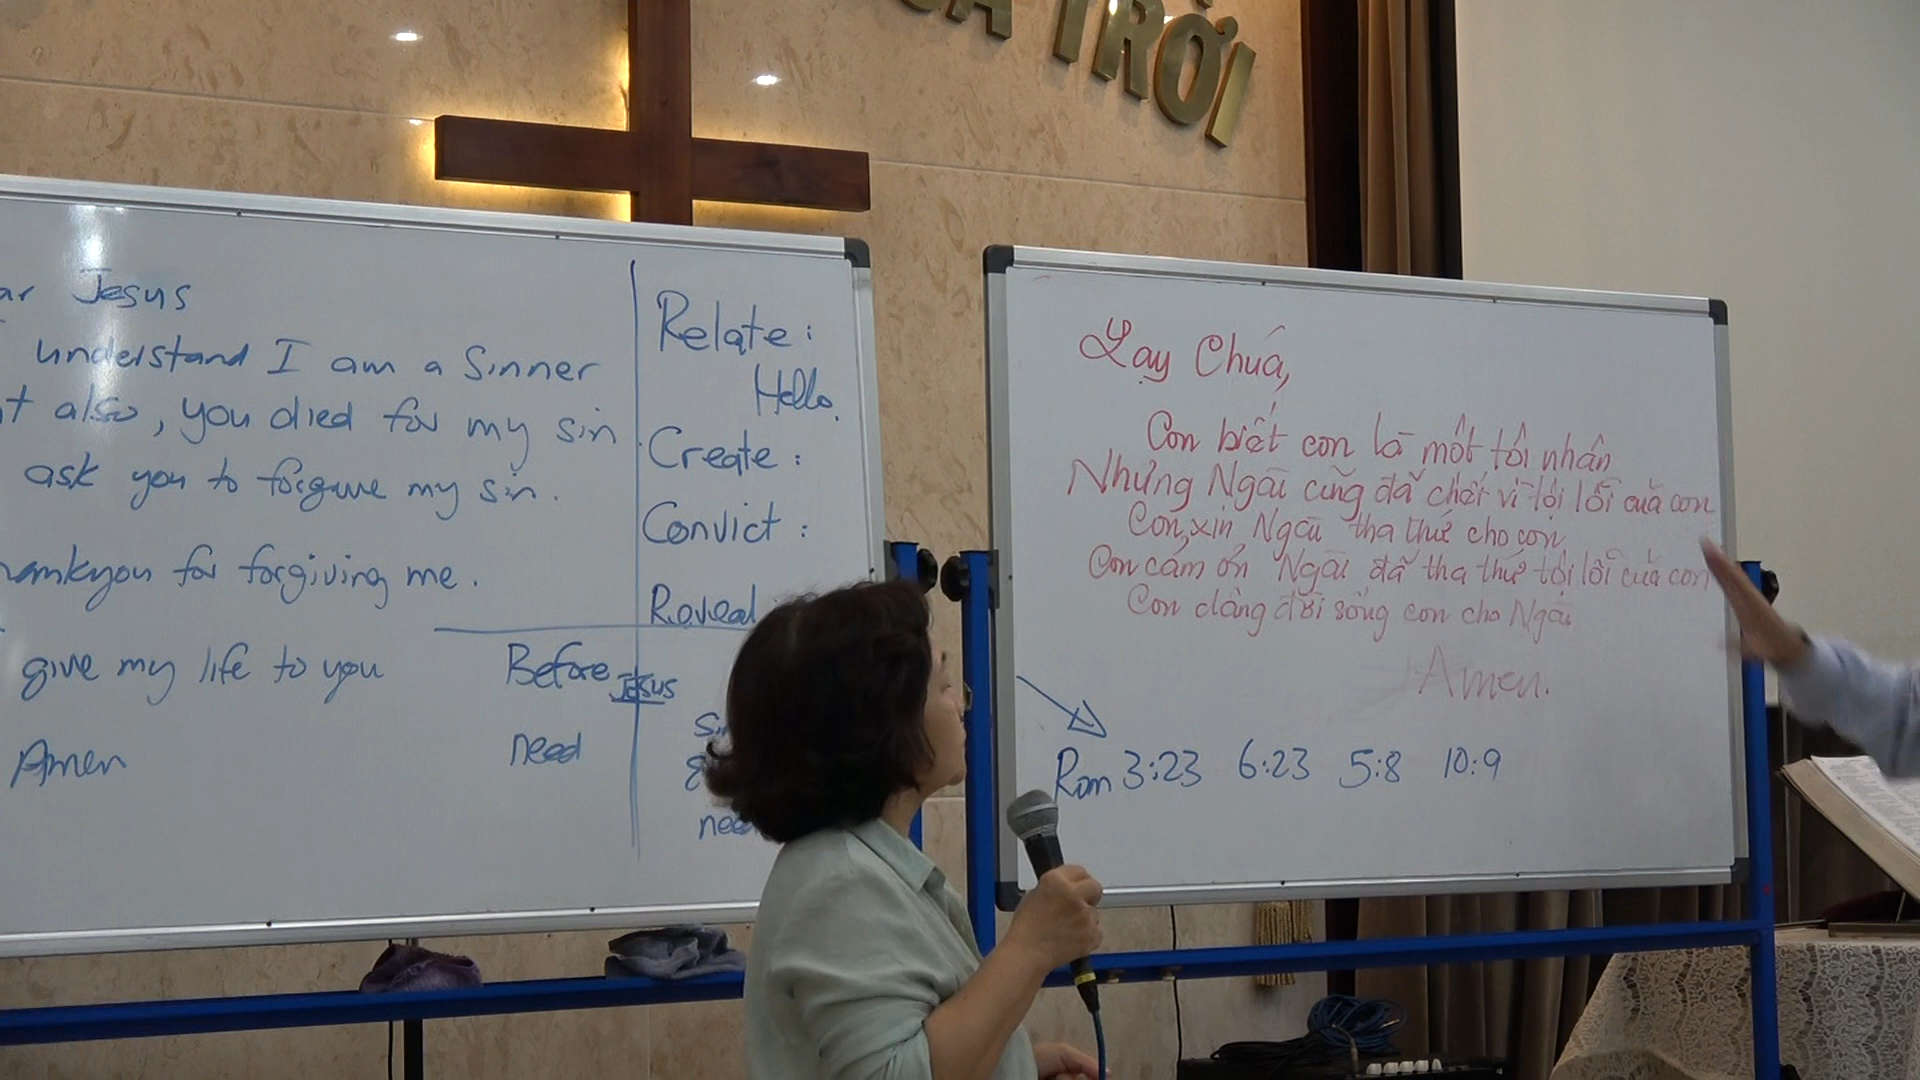 TRỜI
Jesus
understand I am a Sinner
also, you died for my sin.
ask you to forgive my sin.
for forgiving me.
give my life to you
Amen
Relate:
Hello.
Create:
Convict:
Reveal
Before
Jesus
need
Lạy Chúa,
Con biết con là một tội nhân
Nhưng Ngài cũng đã chết vì tội lỗi của con
Con xin Ngài tha thứ cho con
Con cám ơn Ngài đã tha thứ tội lỗi của con
Con dâng đời sống con cho Ngài
Amen.
Rom 3:23 6:23 5:8 10:9